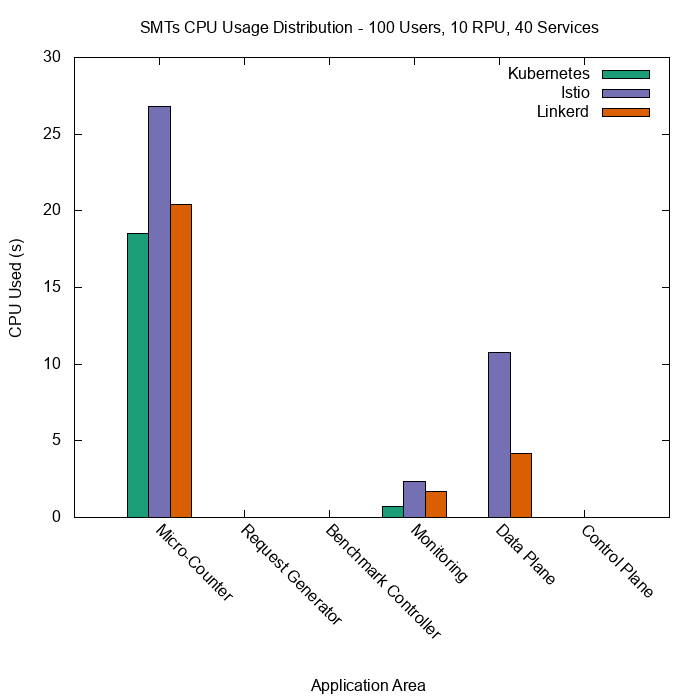 SMTs CPU Usage Distribution - 100 Users, 10 RPU, 40 Services
30
25
20
15
10
5
0
CPU Used (s)
Kubernetes
Istio
Linkerd
Micro-Counter
Request Generator
Benchmark Controller
Monitoring
Data Plane
Control Plane
Application Area